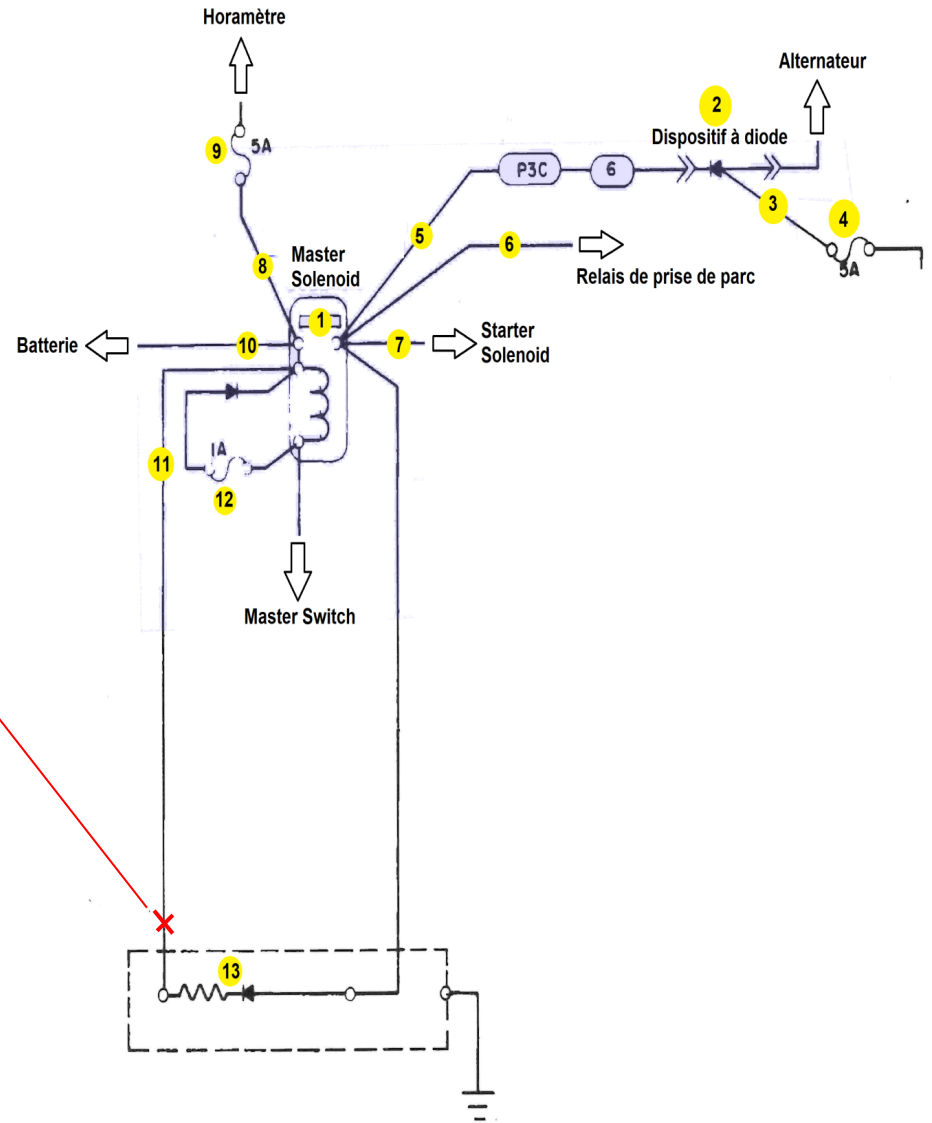 Horamètre
Alternateur
2
Dispositif à diode
9
5A
P3C
6
3
4
5A
5
6
Relais de prise de parc
8
Master
Solenoid
1
Batterie
10
7
Starter
Solenoid
11
1A
12
Master Switch
13